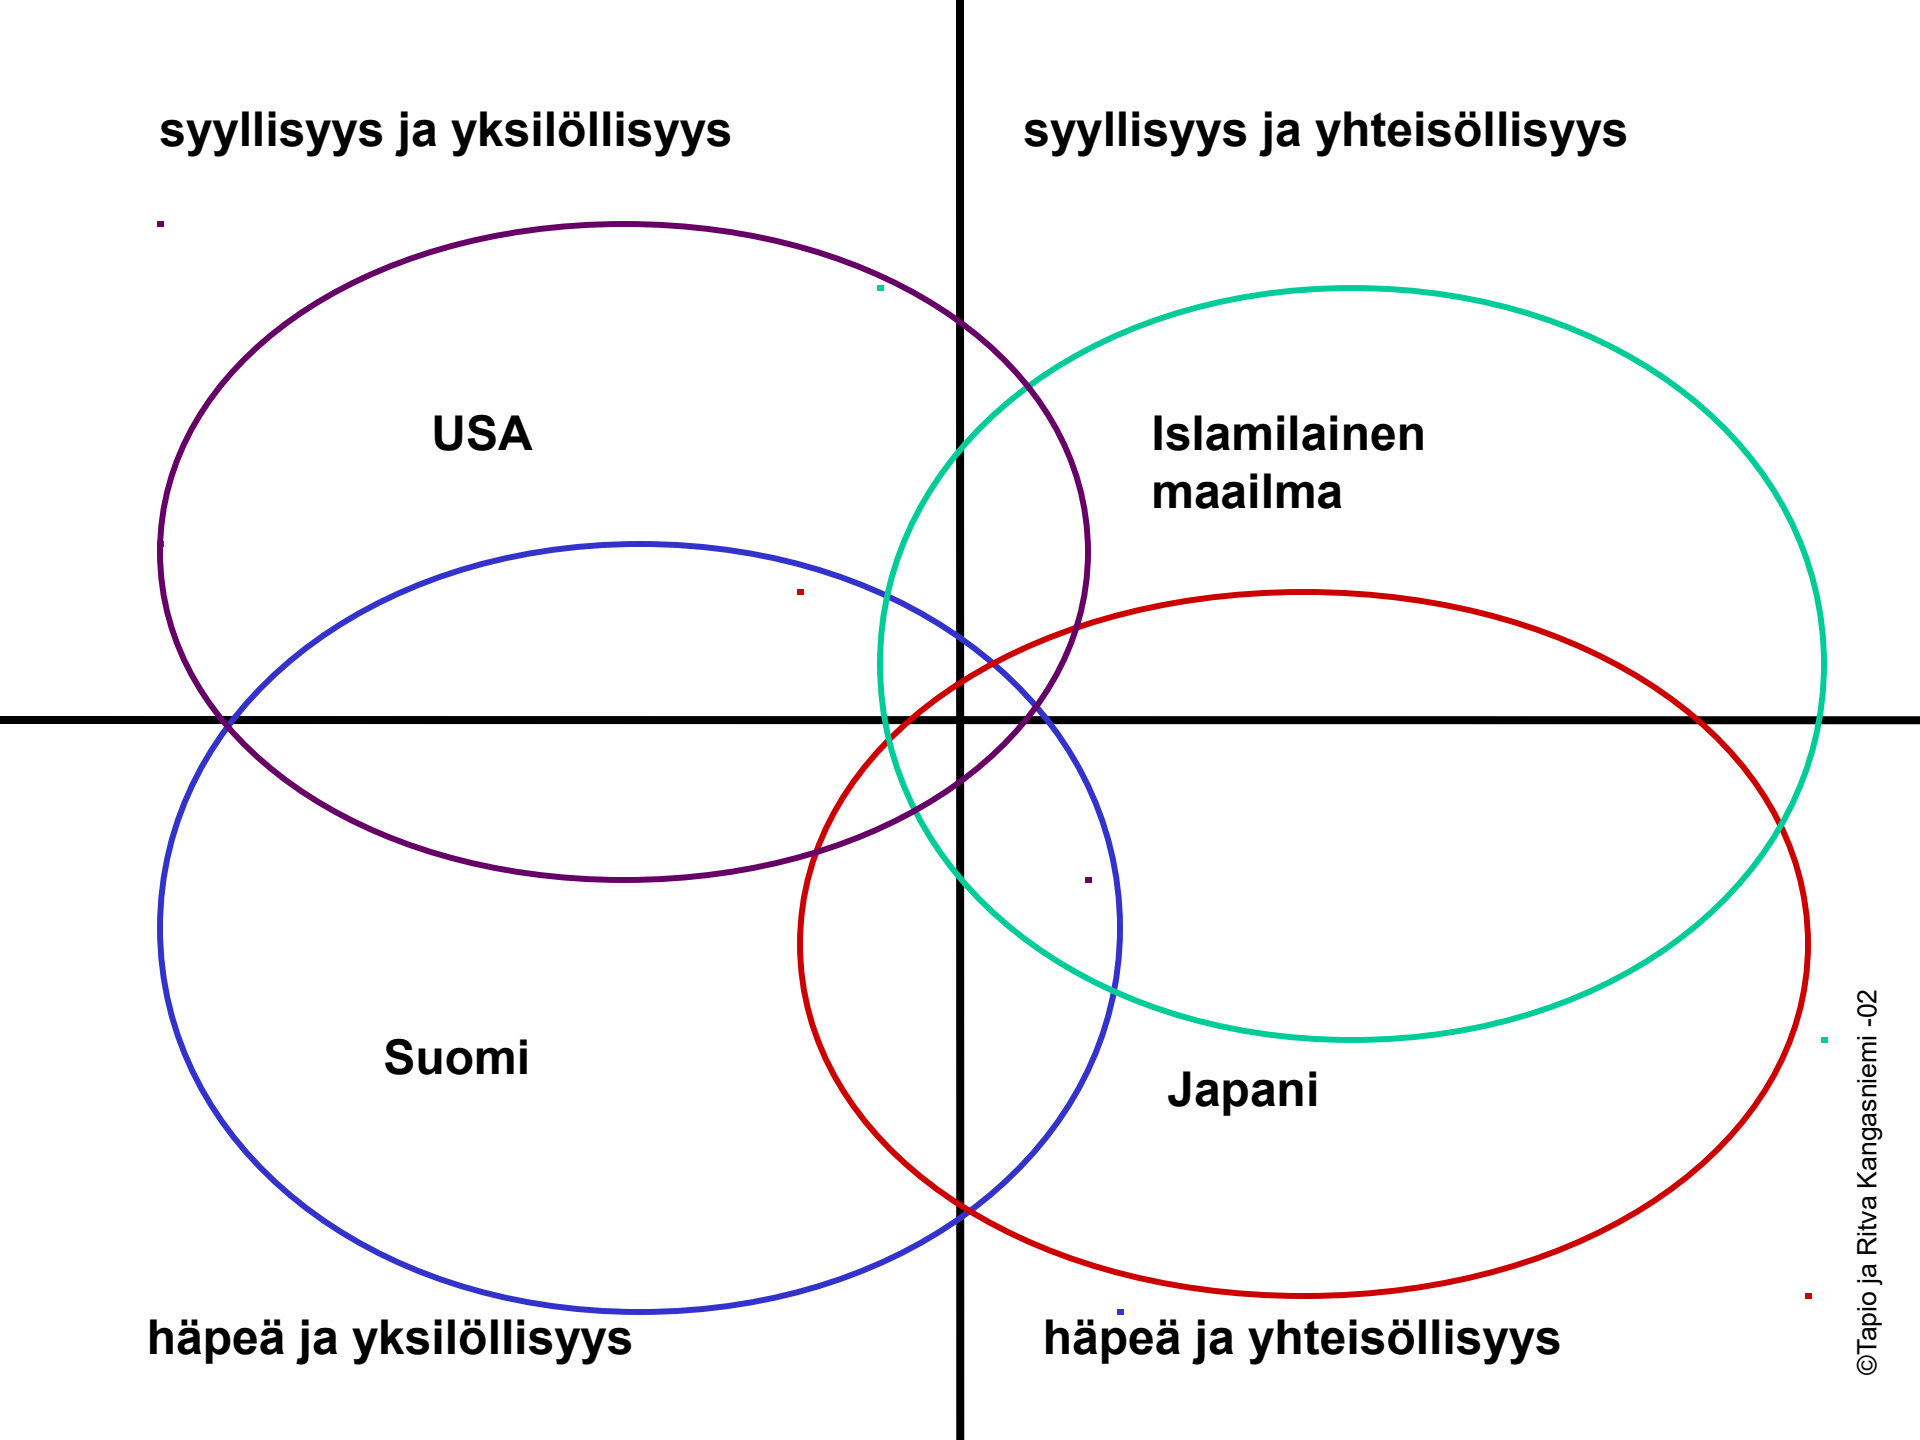 syyllisyys ja yksilöllisyys
syyllisyys ja yhteisöllisyys
USA
Islamilainen
maailma
Suomi
Japani
häpeä ja yksilöllisyys
häpeä ja yhteisöllisyys
©Tapio ja Ritva Kangasniemi -02